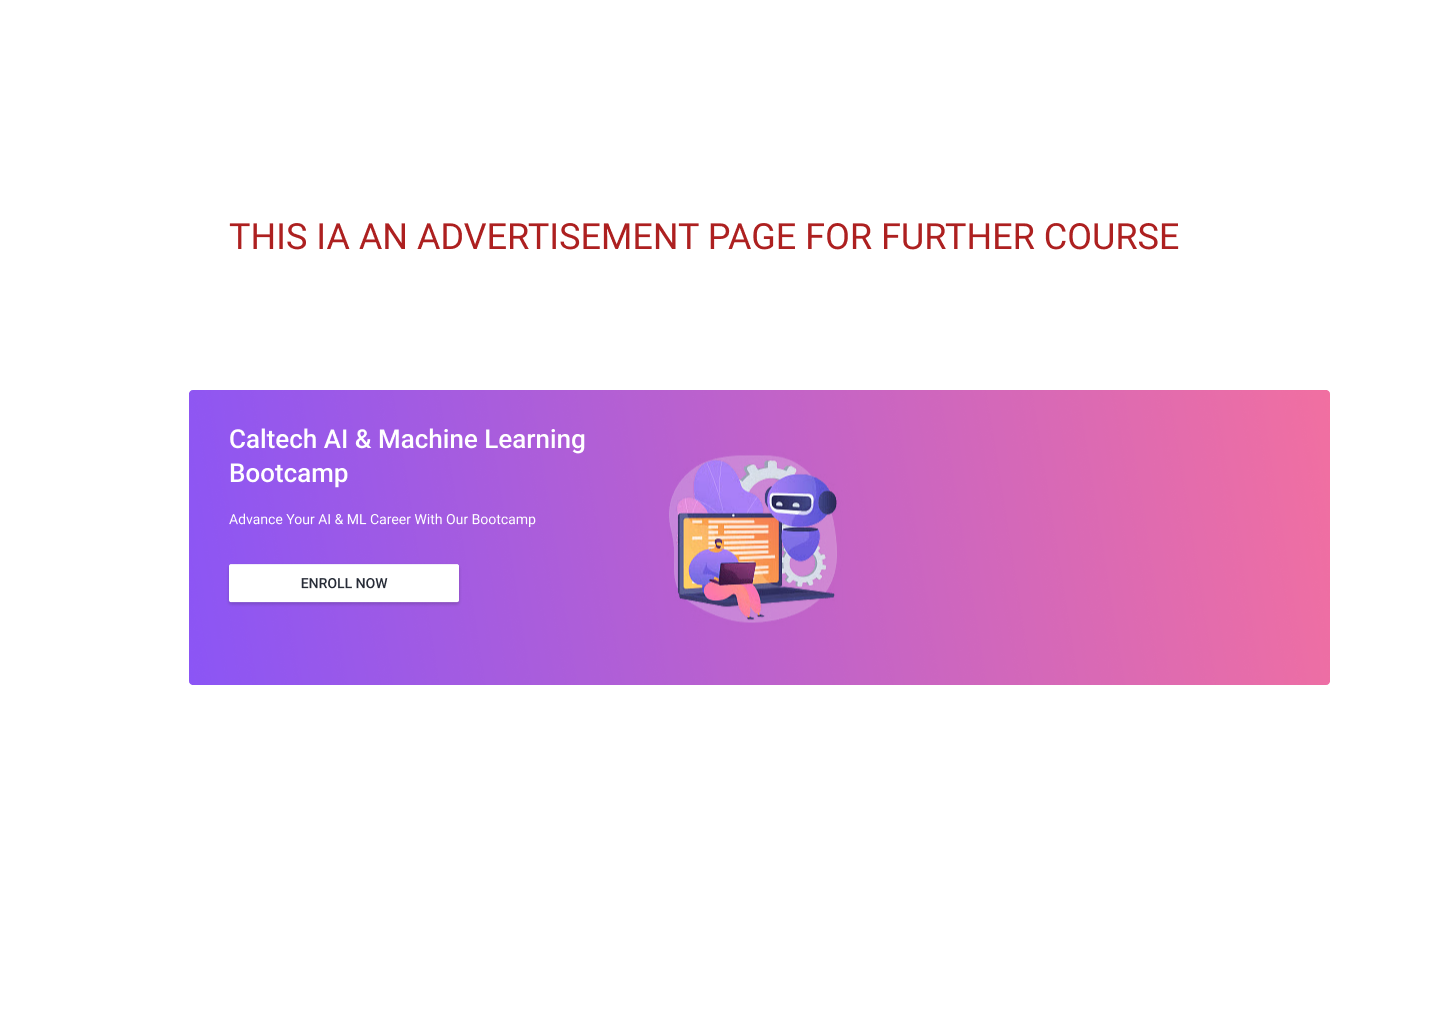 THIS IA AN ADVERTISEMENT PAGE FOR FURTHER COURSE
Caltech AI & Machine Learning
Bootcamp
Advance Your AI & ML Career With Our Bootcamp
ENROLL NOW